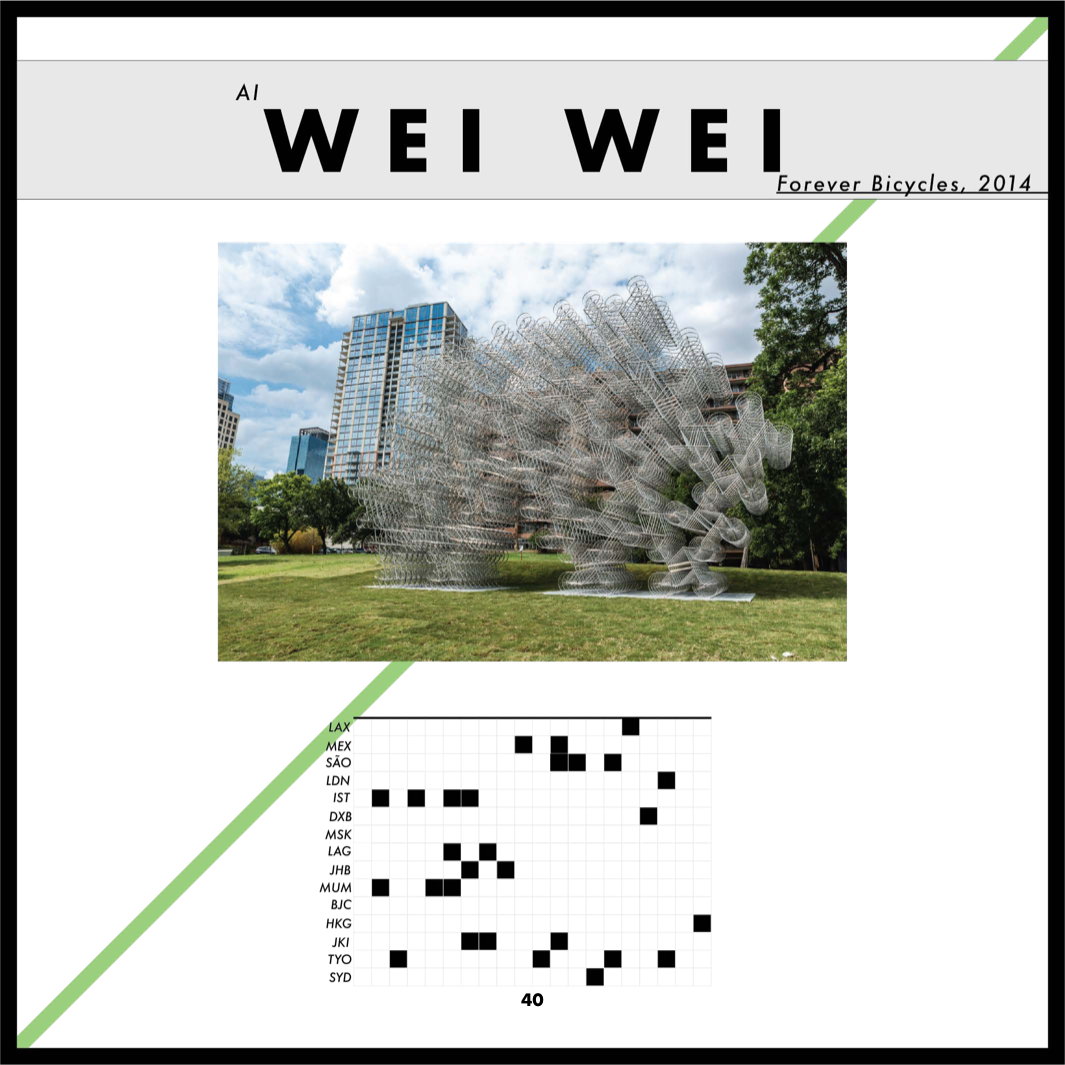 AI
WEI WEI
Forever Bicycles, 2014
LAX
MEX
SÃO
LDN
IST
DXB
MSK
LAG
JHB
MUM
BJC
HKG
JKI
TYO
SYD
40